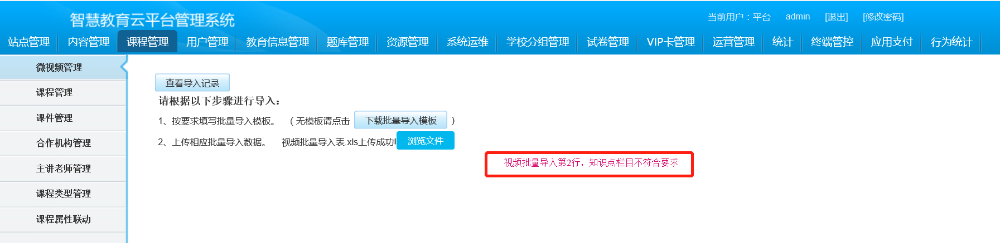 智慧教育云平台管理系统
当前用户：平台 admin [退出] [修改密码]
站点管理 内容管理 课程管理 用户管理 教育信息管理 题库管理 资源管理 系统运维 学校分组管理 试卷管理 VIP卡管理 运营管理 统计 终端管控 应用支付 行为统计
微视频管理
课程管理
课件管理
合作机构管理
主讲老师管理
课程类型管理
课程属性联动
查看导入记录
请根据以下步骤进行导入：
1、按要求填写批量导入模板。 （无模板请点击 下载批量导入模板 ）
2、上传相应批量导入数据。 视频批量导入表.xls上传成功! 浏览文件
视频批量导入第2行，知识点栏目不符合要求